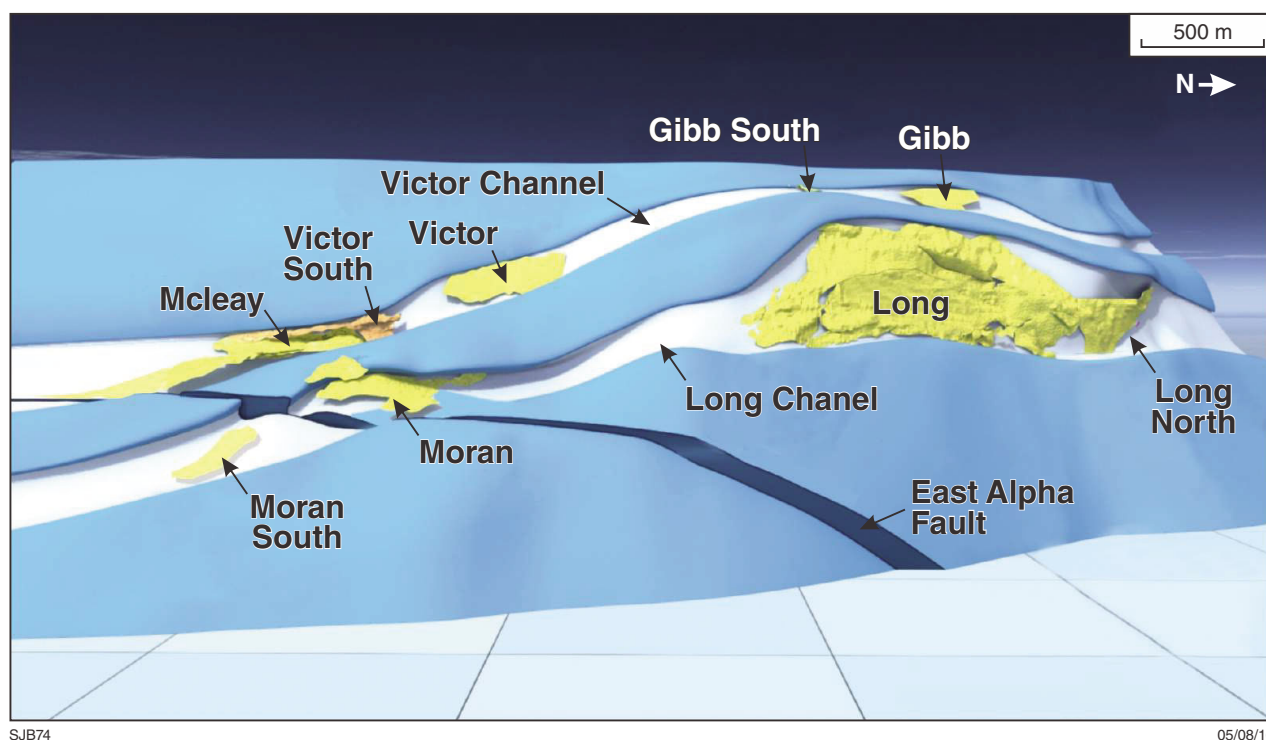 500 m
N
Gibb South
Gibb
Victor Channel
Victor
South
Victor
Mcleay
Long
Long Chanel
Long
North
Moran
East Alpha
Fault
Moran
South
SJB74
05/08/1